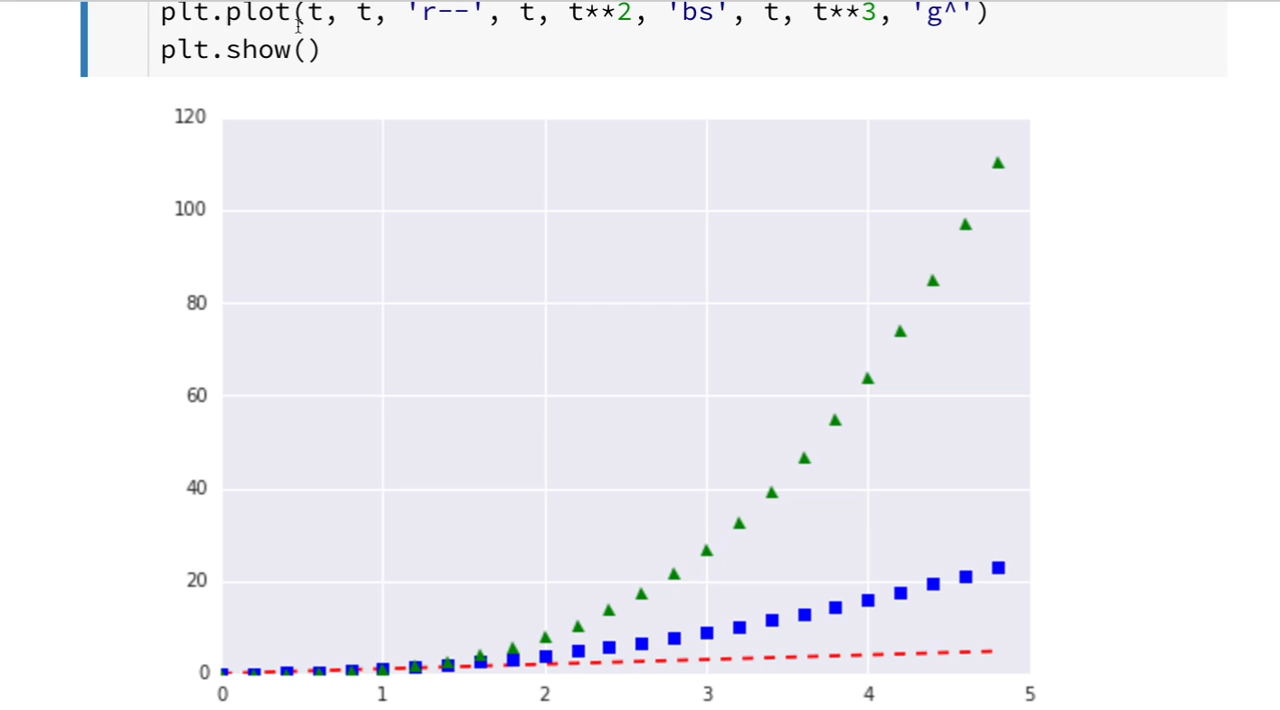 plt.plot(t, t, 'r--', t, t**2, 'bs', t, t**3, 'g^')
plt.show()
120
100
80
60
40
20
0
0 1 2 3 4 5